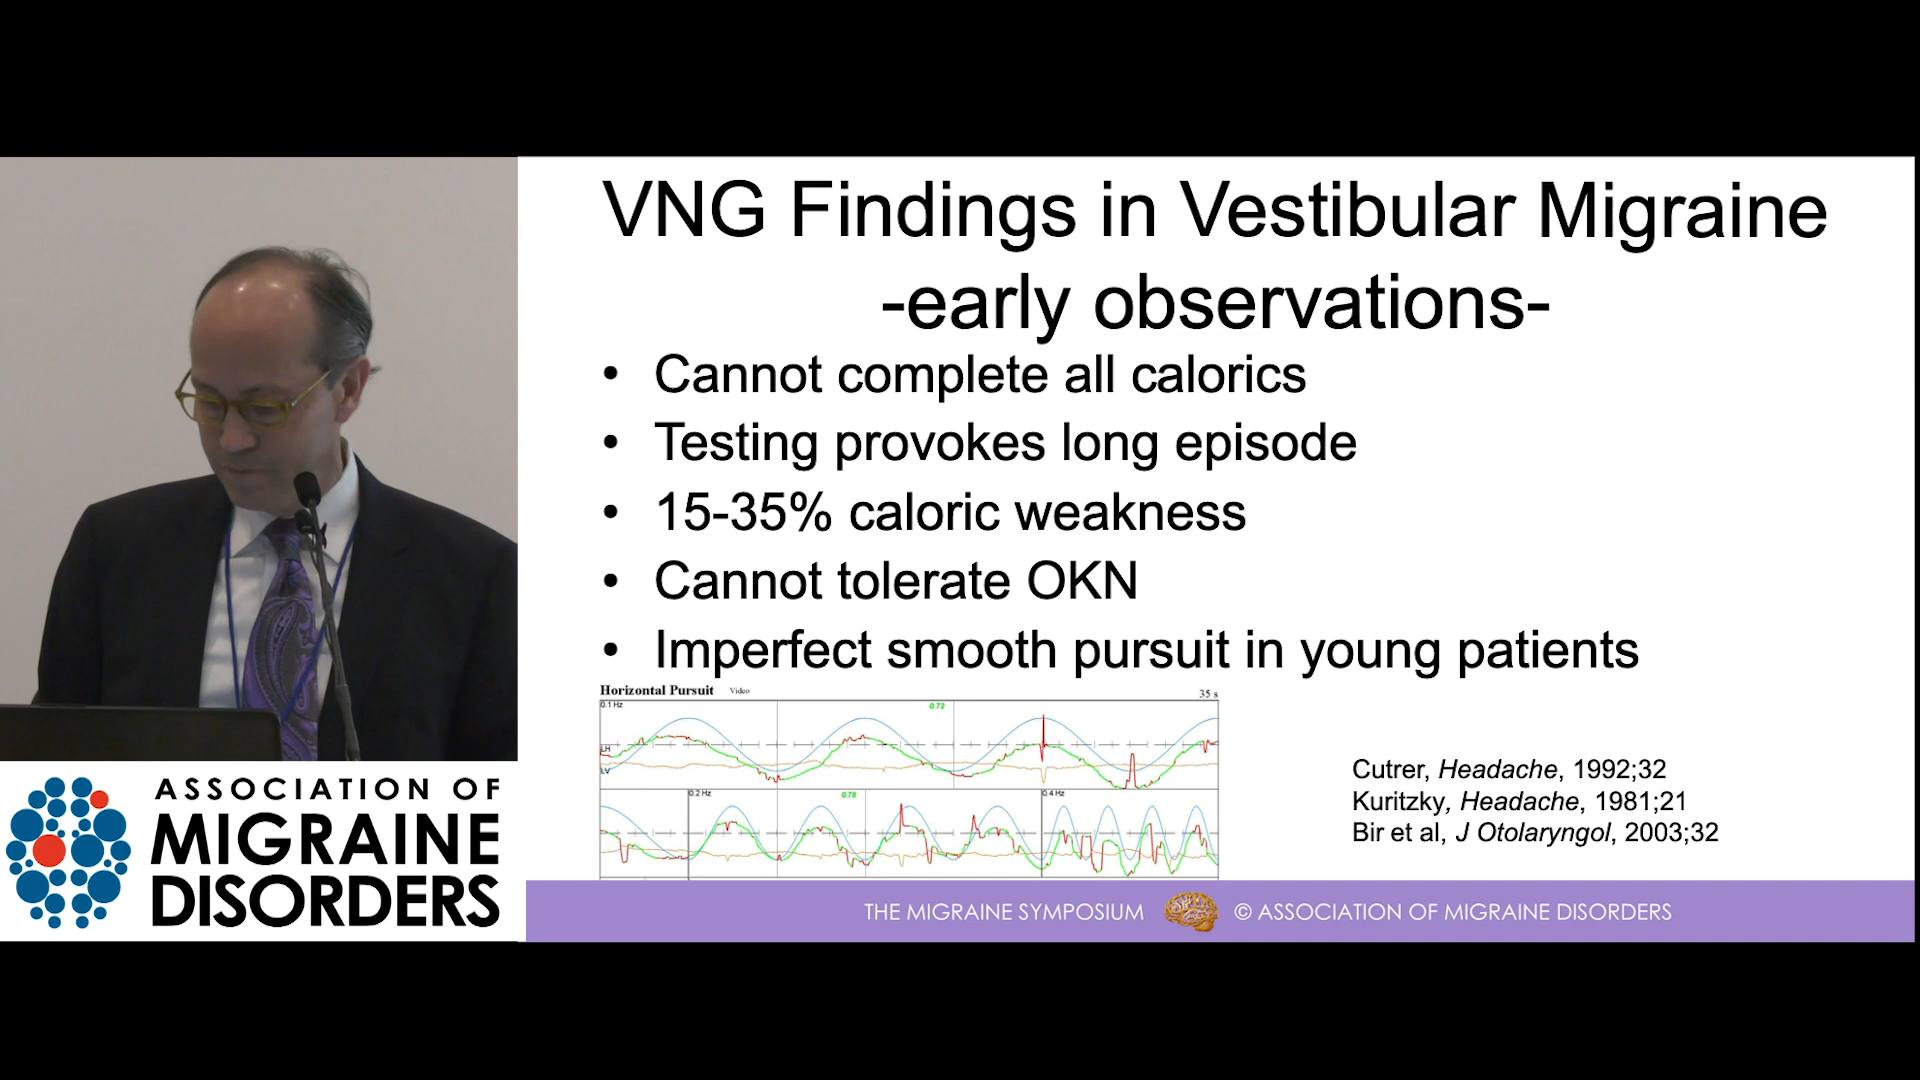 VNG Findings in Vestibular Migraine
-early observations-
• Cannot complete all calorics
• Testing provokes long episode
• 15-35% caloric weakness
• Cannot tolerate OKN
• Imperfect smooth pursuit in young patients
Horizontal Pursuit Video 35 s
0.1 Hz 0.72
LH
LV
0.2 Hz 0.78 0.4 Hz
Cutrer, Headache, 1992;32
Kuritzky, Headache, 1981;21
Bir et al, J Otolaryngol, 2003;32
ASSOCIATION OF
MIGRAINE
DISORDERS
THE MIGRAINE SYMPOSIUM © ASSOCIATION OF MIGRAINE DISORDERS